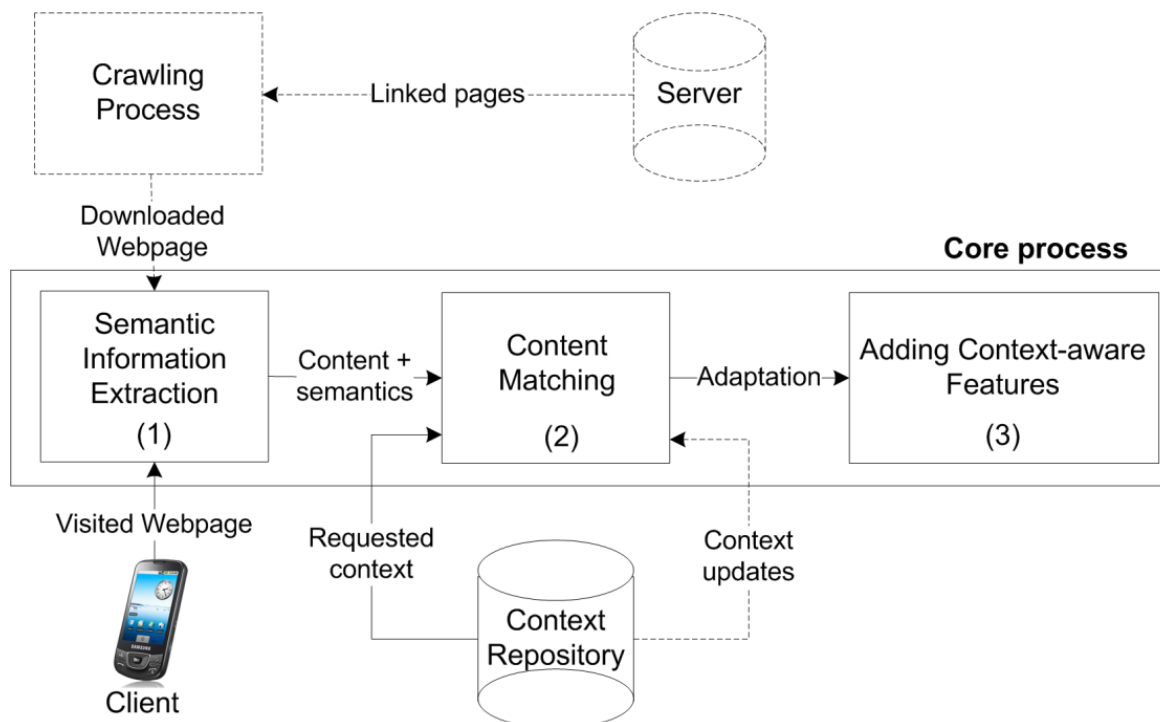 Crawling
Process
Linked pages
Server
Downloaded
Webpage
Core process
Semantic
Information
Extraction
(1)
Content +
semantics
Content
Matching
(2)
Adaptation
Adding Context-aware
Features
(3)
Visited Webpage
Requested
context
Context
updates
Context
Repository
SAMSUNG
Client